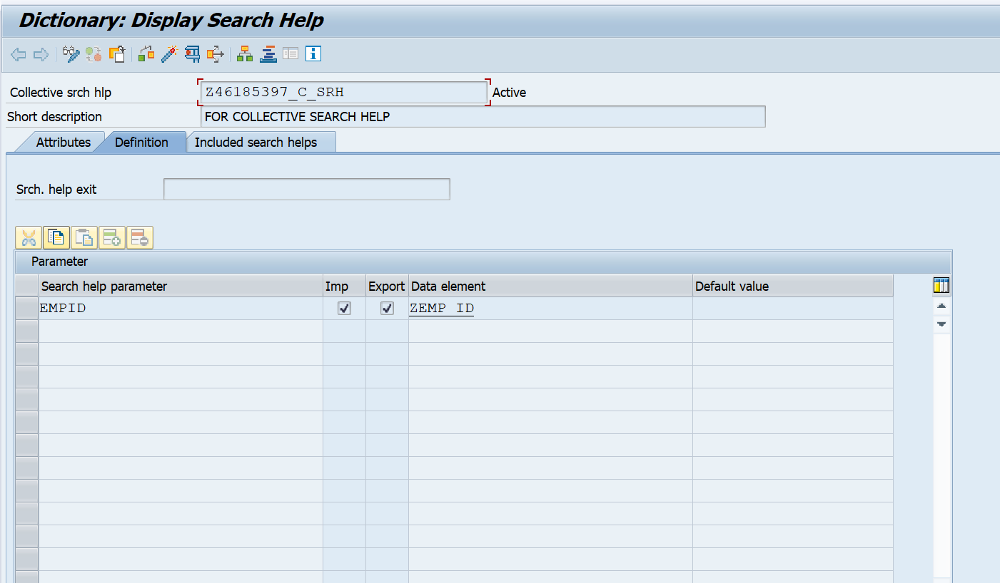 Dictionary: Display Search Help
Collective srch hlp Z46185397_C_SRH Active
Short description FOR COLLECTIVE SEARCH HELP
Attributes Definition Included search helps
Srch. help exit
Parameter
Search help parameter Imp Export Data element Default value
EMPID ZEMP_ID